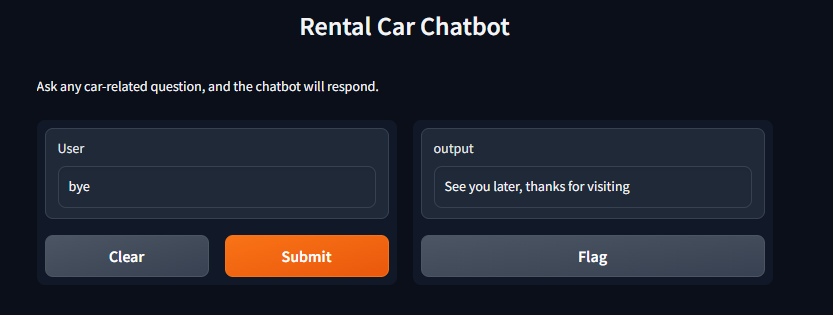 Rental Car Chatbot
Ask any car-related question, and the chatbot will respond.
User
bye
Clear
Submit
output
See you later, thanks for visiting
Flag